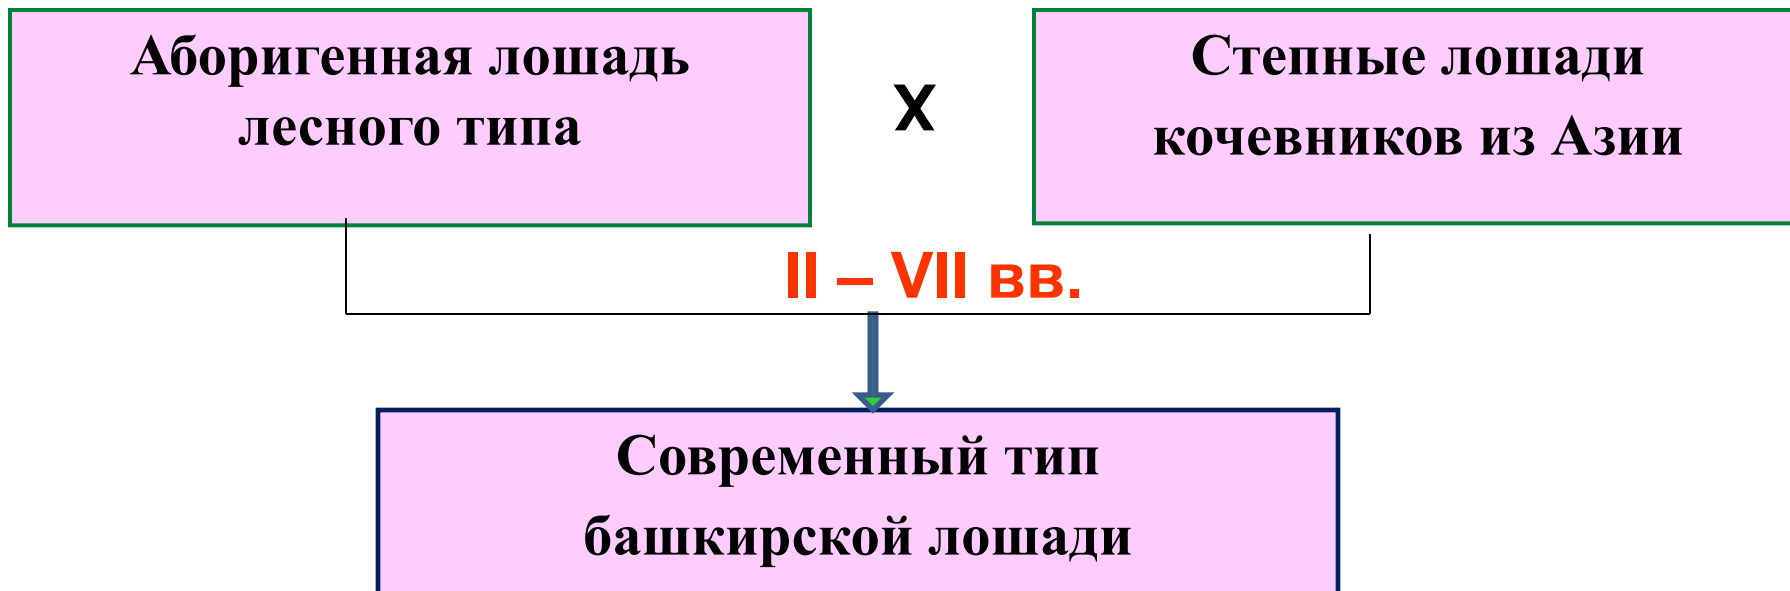 Аборигенная лошадь
лесного типа
X
Степные лошади
кочевников из Азии
II – VII вв.
Современный тип
башкирской лошади